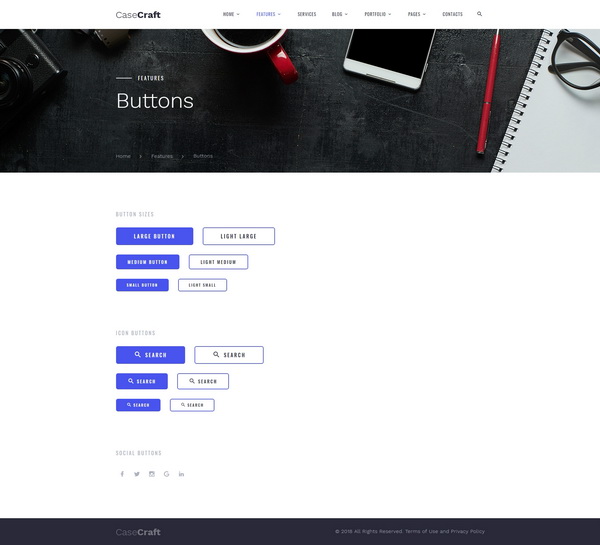 CaseCraft
HOME
FEATURES
SERVICES
BLOG
PORTFOLIO
PAGES
CONTACTS
FEATURES
Buttons
Home
Features
Buttons
BUTTON SIZES
LARGE BUTTON
LIGHT LARGE
MEDIUM BUTTON
LIGHT MEDIUM
SMALL BUTTON
LIGHT SMALL
ICON BUTTONS
SEARCH
SEARCH
SEARCH
SEARCH
SEARCH
SEARCH
SOCIAL BUTTONS
CaseCraft
© 2018 All Rights Reserved. Terms of Use and Privacy Policy